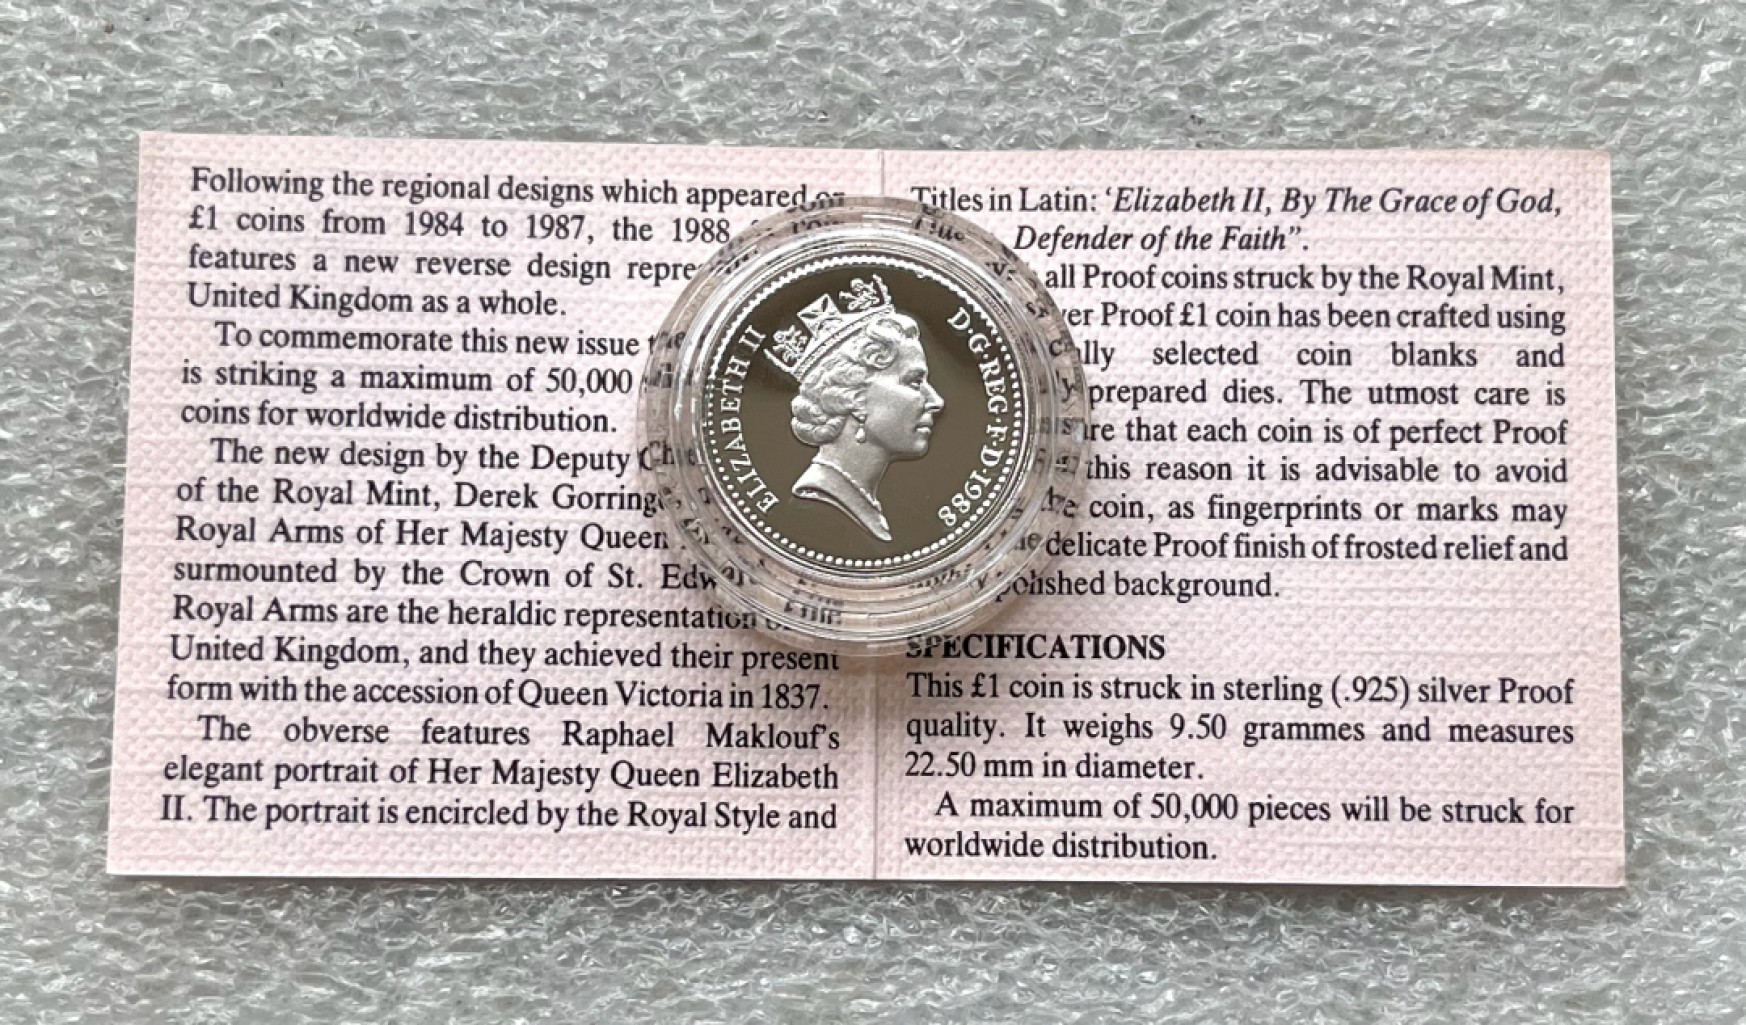 Following the regional designs which appeared on
£1 coins from 1984 to 1987, the 1988
features a new reverse design
United Kingdom as a whole.
To commemorate this new issue the
is striking a maximum of 50,000
coins for worldwide distribution.
The new design by the Deputy
of the Royal Mint, Derek Gorringe,
Royal Arms of Her Majesty Queen
surmounted by the Crown of St.
Royal Arms are the heraldic representation
United Kingdom, and they achieved their present
form with the accession of Queen Victoria in 1837.
The obverse features Raphael Maklouf's
elegant portrait of Her Majesty Queen Elizabeth
II. The portrait is encircled by the Royal Style and
ELIZABETH II
D·G·REG·F·D·1988
Titles in Latin: 'Elizabeth II, By The Grace of God,
Defender of the Faith".
all Proof coins struck by the Royal Mint,
Proof £1 coin has been crafted using
selected coin blanks and
prepared dies. The utmost care is
that each coin is of perfect Proof
this reason it is advisable to avoid
coin, as fingerprints or marks may
delicate Proof finish of frosted relief and
polished background.
SPECIFICATIONS
This £1 coin is struck in sterling (.925) silver Proof
quality. It weighs 9.50 grammes and measures
22.50 mm in diameter.
A maximum of 50,000 pieces will be struck for
worldwide distribution.